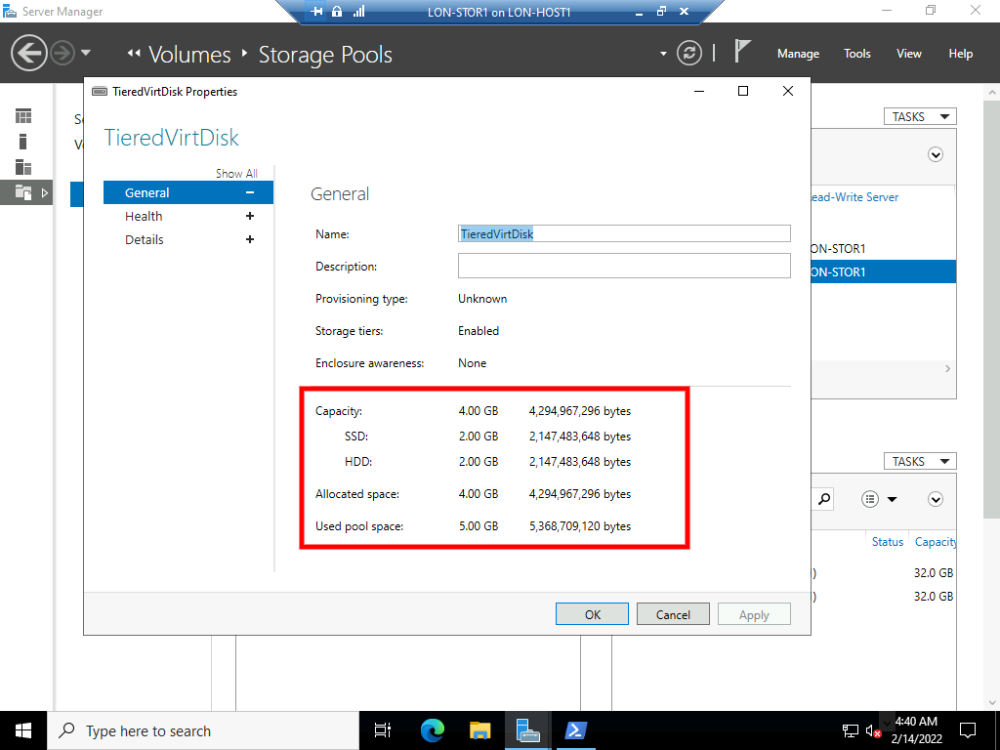 Server Manager
LON-STOR1 on LON-HOST1
Volumes
Storage Pools
Manage
Tools
View
Help
TieredVirtDisk Properties
TieredVirtDisk
Show All
General
Health
Details
General
Name: TieredVirtDisk
Description:
Provisioning type: Unknown
Storage tiers: Enabled
Enclosure awareness: None
Capacity: 4.00 GB 4,294,967,296 bytes
SSD: 2.00 GB 2,147,483,648 bytes
HDD: 2.00 GB 2,147,483,648 bytes
Allocated space: 4.00 GB 4,294,967,296 bytes
Used pool space: 5.00 GB 5,368,709,120 bytes
OK
Cancel
Apply
TASKS
ead-Write Server
ON-STOR1
ON-STOR1
TASKS
Status Capacity
) 32.0 GB
) 32.0 GB
Type here to search
4:40 AM
2/14/2022